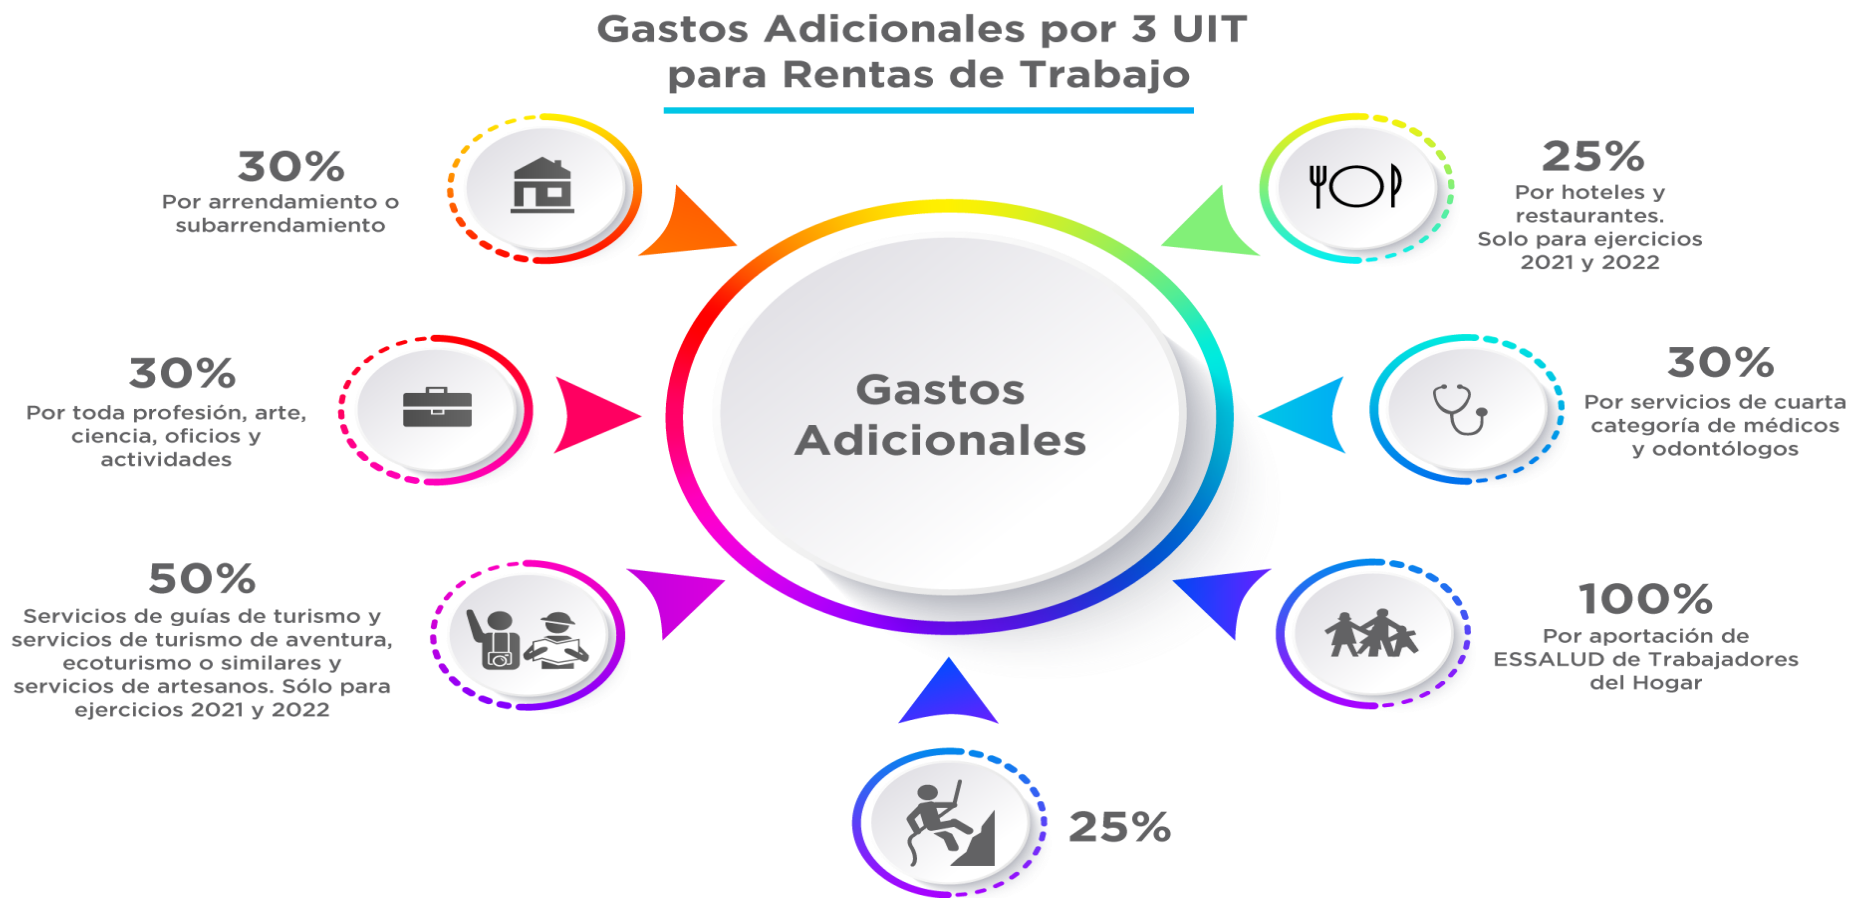 Gastos Adicionales por 3 UIT
para Rentas de Trabajo
30%
Por arrendamiento o
subarrendamiento
25%
Por hoteles y
restaurantes.
Solo para ejercicios
2021 y 2022
30%
Por toda profesión, arte,
ciencia, oficios y
actividades
Gastos
Adicionales
30%
Por servicios de cuarta
categoría de médicos
y odontólogos
50%
Servicios de guías de turismo y
servicios de turismo de aventura,
ecoturismo o similares y
servicios de artesanos. Sólo para
ejercicios 2021 y 2022
100%
Por aportación de
ESSALUD de Trabajadores
del Hogar
25%